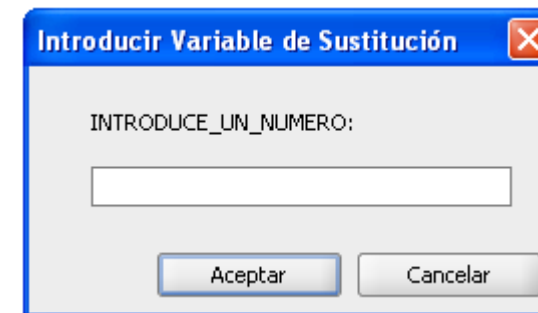 Introducir Variable de Sustitución
INTRODUCE_UN_NUMERO:
Aceptar Cancelar